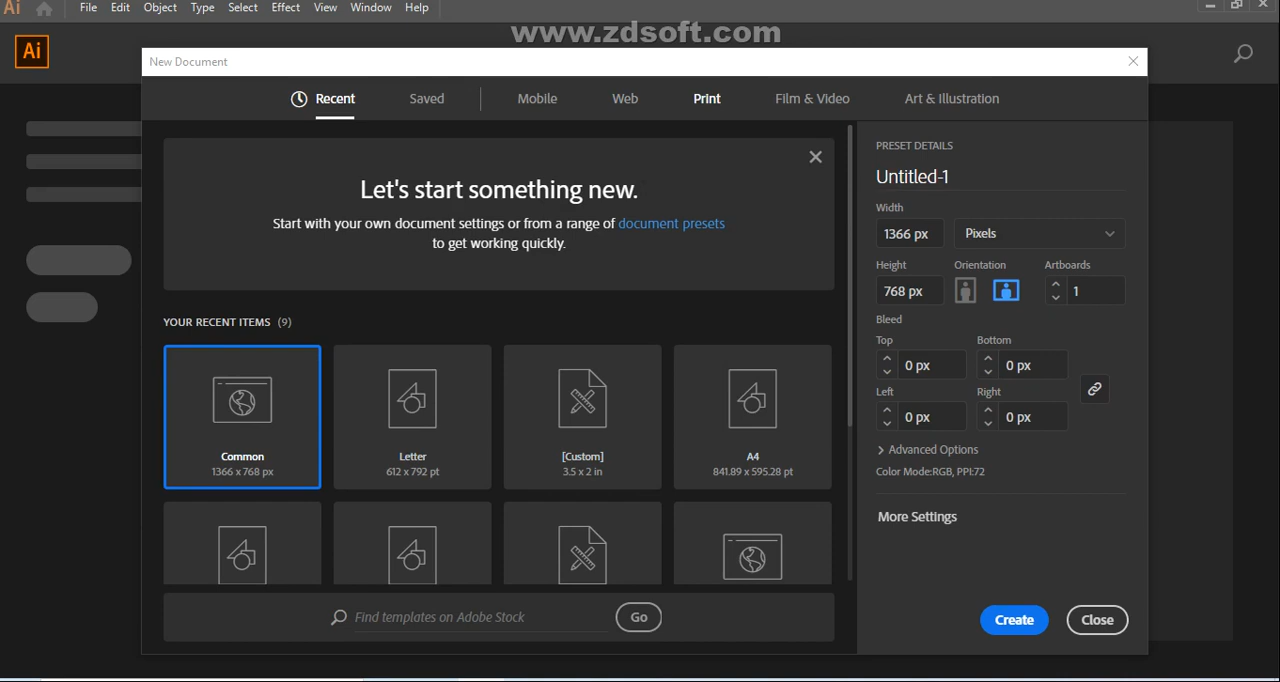 Ai File Edit Object Type Select Effect View Window Help
www.zdsoft.com
Ai
New Document
Recent Saved Mobile Web Print Film & Video Art & Illustration
Let's start something new.
Start with your own document settings or from a range of document presets
to get working quickly.
YOUR RECENT ITEMS (9)
Common
1366 x 768 px
Letter
612 x 792 pt
[Custom]
3.5 x 2 in
A4
841.89 x 595.28 pt
Find templates on Adobe Stock Go
PRESET DETAILS
Untitled-1
Width
1366 px Pixels
Height Orientation Artboards
768 px 1
Bleed
Top Bottom
0 px 0 px
Left Right
0 px 0 px
Advanced Options
Color Mode:RGB, PPI:72
More Settings
Create Close